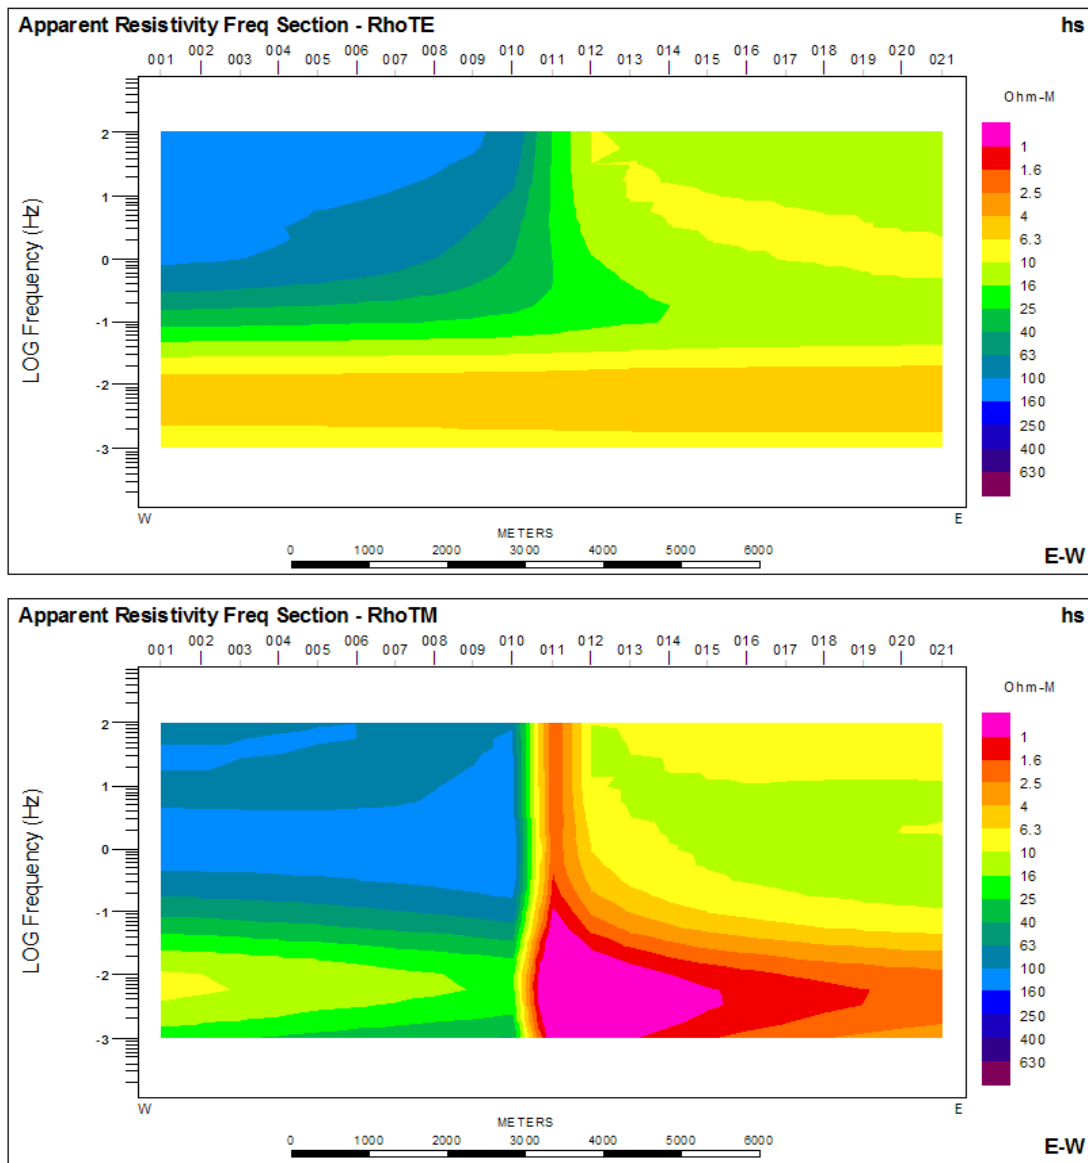 Apparent Resistivity Freq Section - RhoTE hs
002 004 006 008 010 012 014 016 018 020
001 003 005 007 009 011 013 015 017 019 021
Ohm-M
LOG Frequency (Hz)
2
1
0
-1
-2
-3
1
1.6
2.5
4
6.3
10
16
25
40
63
100
160
250
400
630
W E
METERS
0 1000 2000 3000 4000 5000 6000
E-W
Apparent Resistivity Freq Section - RhoTM hs
002 004 006 008 010 012 014 016 018 020
001 003 005 007 009 011 013 015 017 019 021
Ohm-M
LOG Frequency (Hz)
2
1
0
-1
-2
-3
1
1.6
2.5
4
6.3
10
16
25
40
63
100
160
250
400
630
W E
METERS
0 1000 2000 3000 4000 5000 6000
E-W